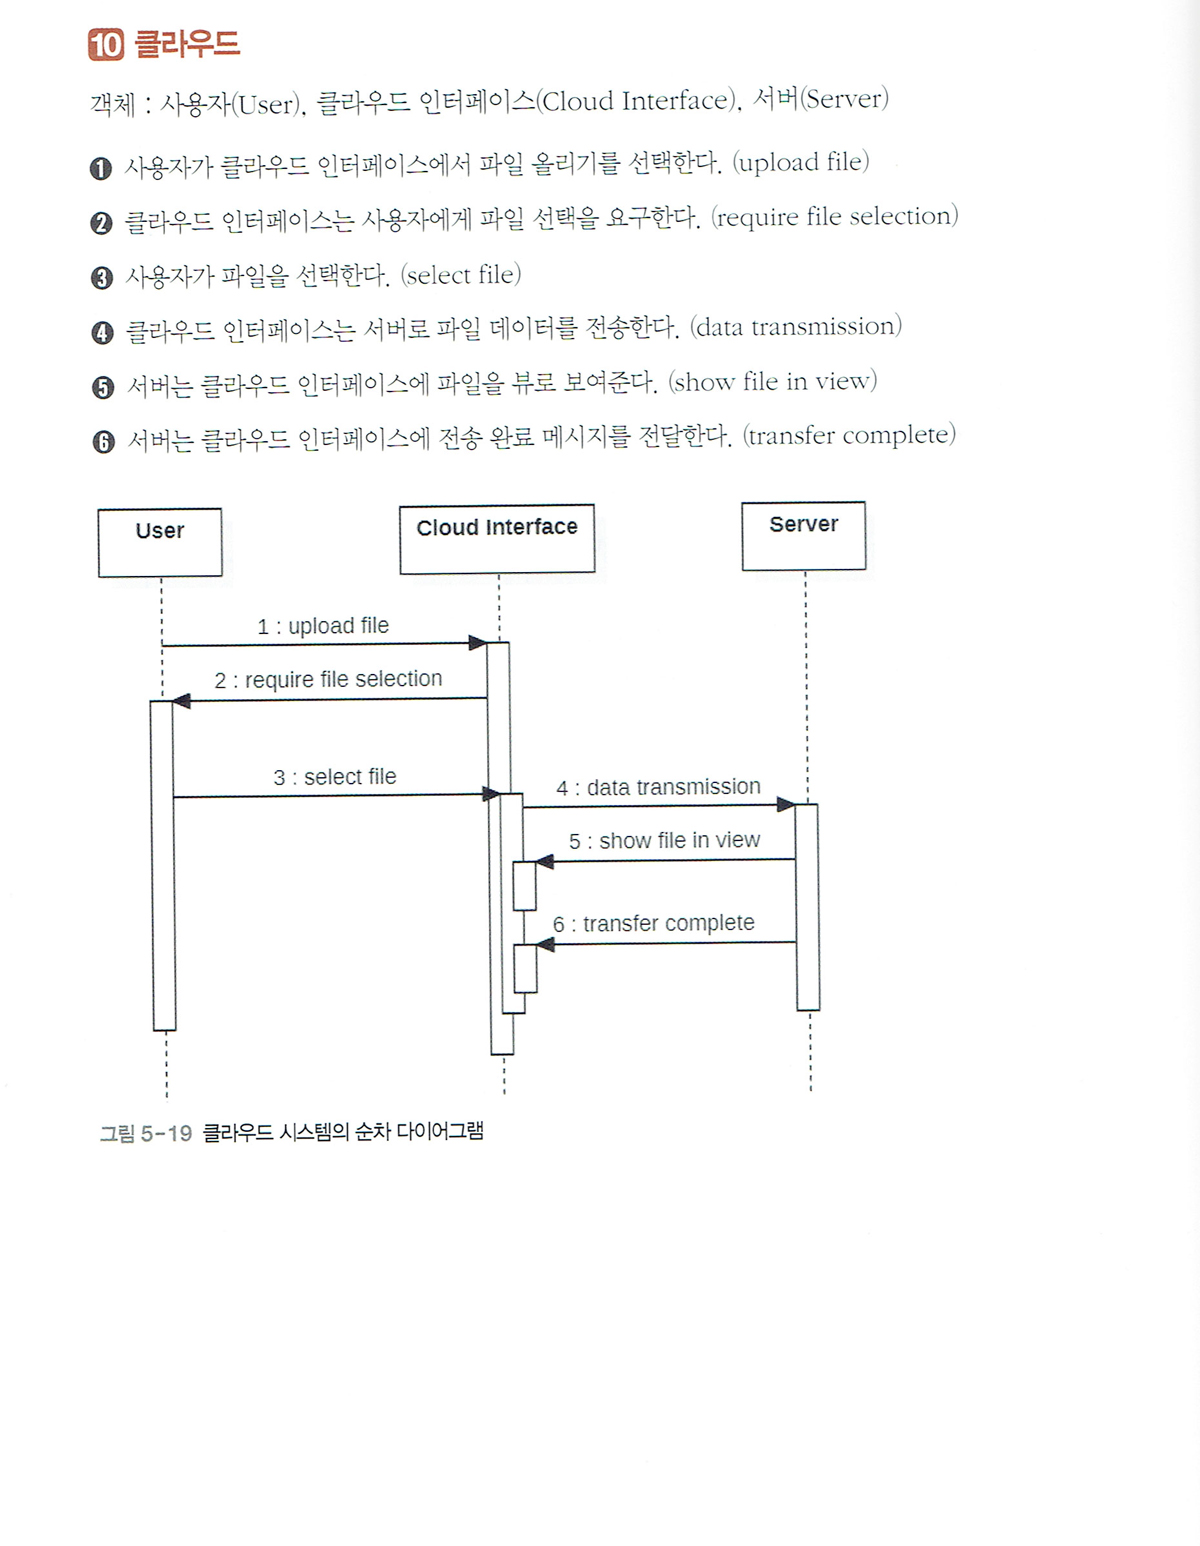 10 클라우드
객체 : 사용자(User), 클라우드 인터페이스(Cloud Interface), 서버(Server)
❶ 사용자가 클라우드 인터페이스에서 파일 올리기를 선택한다. (upload file)
❷ 클라우드 인터페이스는 사용자에게 파일 선택을 요구한다. (require file selection)
❸ 사용자가 파일을 선택한다. (select file)
❹ 클라우드 인터페이스는 서버로 파일 데이터를 전송한다. (data transmission)
❺ 서버는 클라우드 인터페이스에 파일을 뷰로 보여준다. (show file in view)
❻ 서버는 클라우드 인터페이스에 전송 완료 메시지를 전달한다. (transfer complete)
User
Cloud Interface
Server
1 : upload file
2 : require file selection
3 : select file
4 : data transmission
5 : show file in view
6 : transfer complete
그림 5-19 클라우드 시스템의 순차 다이어그램